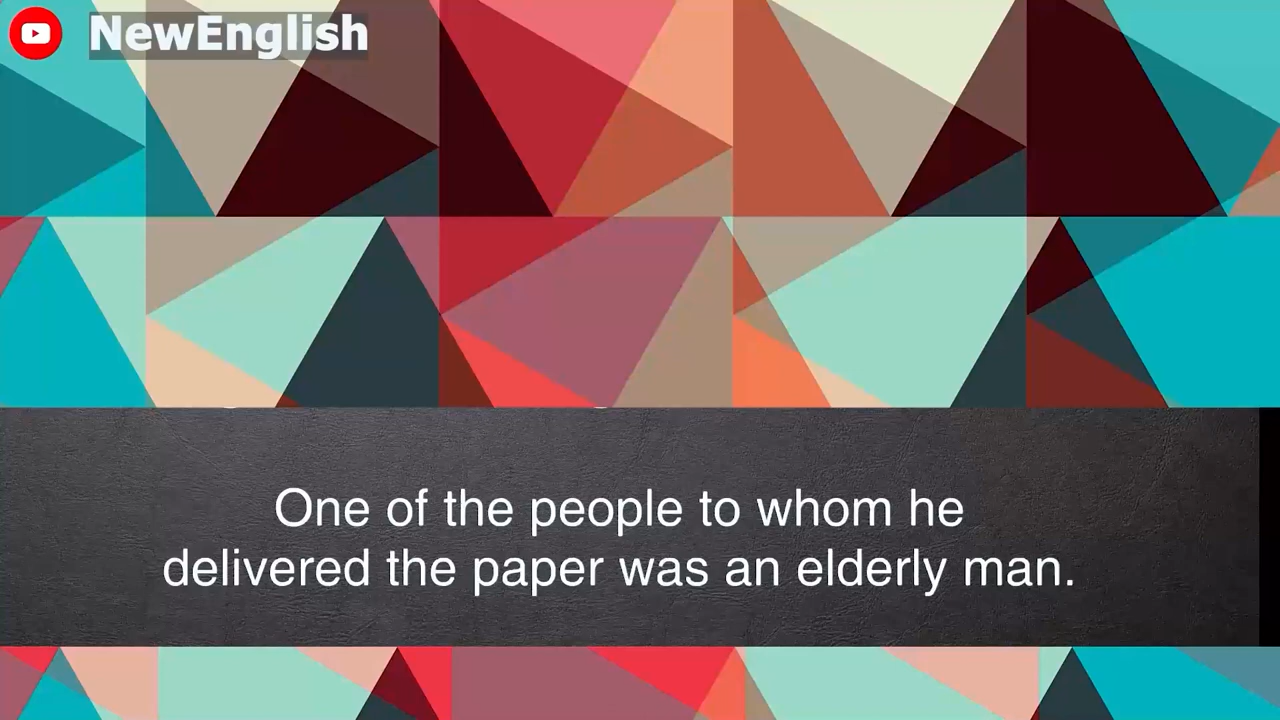 NewEnglish
One of the people to whom he
delivered the paper was an elderly man.